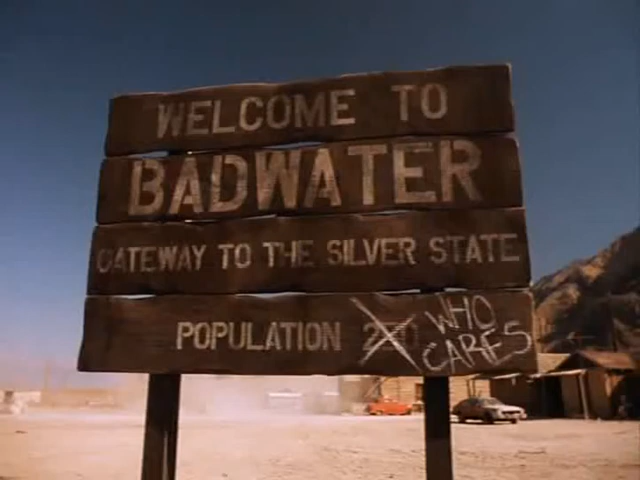 WELCOME TO
BADWATER
GATEWAY TO THE SILVER STATE
POPULATION WHO
CARES